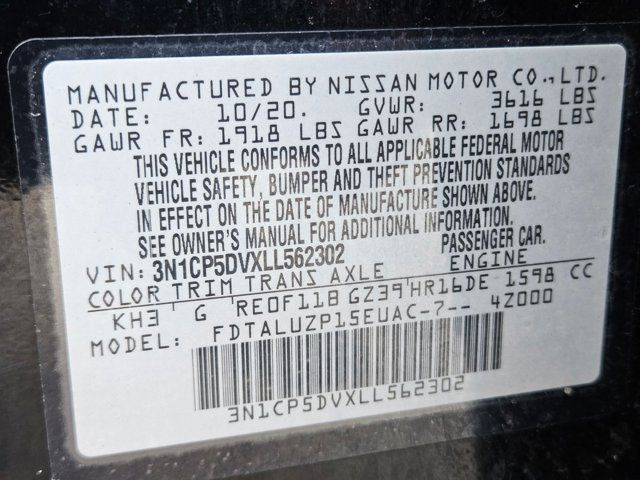 MANUFACTURED BY NISSAN MOTOR CO., LTD.
DATE: 10/20. GVWR: 3616 LBS
GAWR FR: 1918 LBS GAWR RR: 1698 LBS
THIS VEHICLE CONFORMS TO ALL APPLICABLE FEDERAL MOTOR
VEHICLE SAFETY, BUMPER AND THEFT PREVENTION STANDARDS
IN EFFECT ON THE DATE OF MANUFACTURE SHOWN ABOVE.
SEE OWNER'S MANUAL FOR ADDITIONAL INFORMATION.
VIN: 3N1CP5DVXLL562302 PASSENGER CAR.
COLOR TRIM TRANS AXLE ENGINE
KH3 G RE0F11B GZ39 HR16DE 1598 CC
MODEL: FDTALUZP15EUAC-7-- 4Z000
3N1CP5DVXLL562302